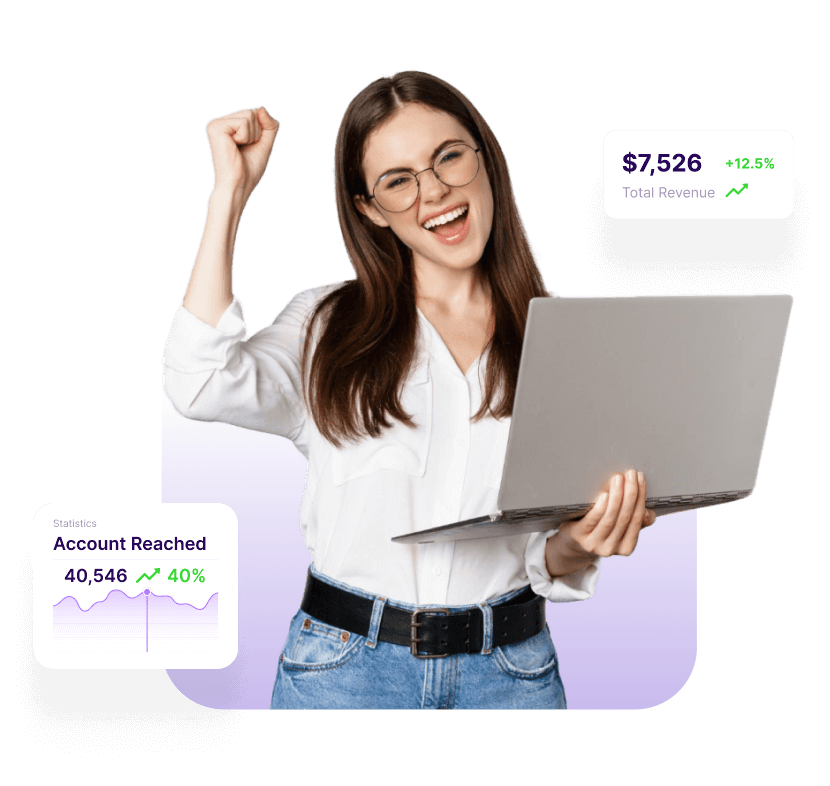 $7,526 +12.5%
Total Revenue
Statistics
Account Reached
40,546 40%